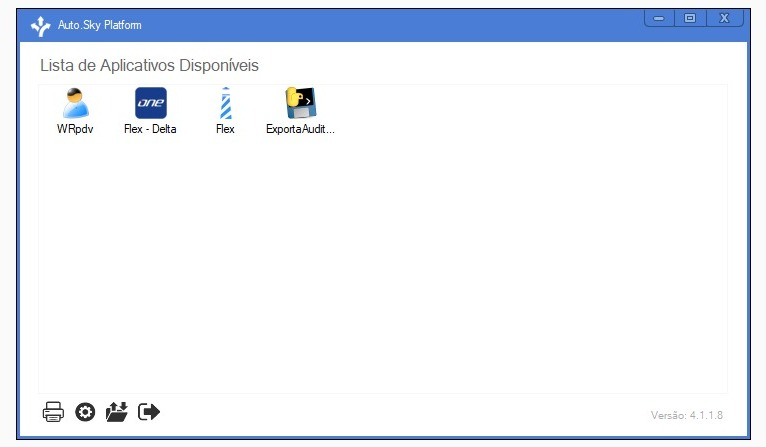 Auto.Sky Platform
Lista de Aplicativos Disponíveis
one
WRpdv
Flex - Delta
Flex
ExportaAudit...
Versão: 4.1.1.8